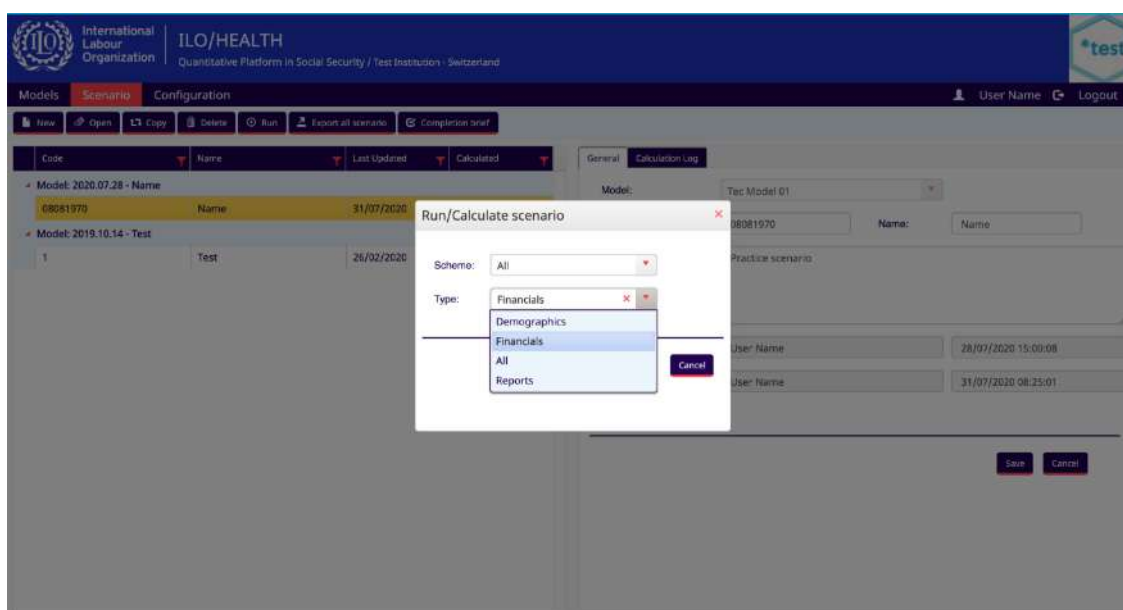 International
Labour
Organization
ILO/HEALTH
Quantitative Platform in Social Security / Test Institution - Switzerland
*test
Models Scenario Configuration User Name Logout
New Open Copy Delete Run Export all scenario Completion brief
Code Name Last Updated Calculated
General Calculation Log
Model: 2020.07.28 - Name
Model: Tec Model 01
08081970 Name 31/07/2020
08081970 Name: Name
Model: 2019.10.14 - Test
1 Test 26/02/2020
Practice scenario
Run/Calculate scenario
Scheme: All
Type: Financials
Demographics
Financials
All
Reports
Cancel
User Name 28/07/2020 15:00:08
User Name 31/07/2020 08:25:01
Save Cancel